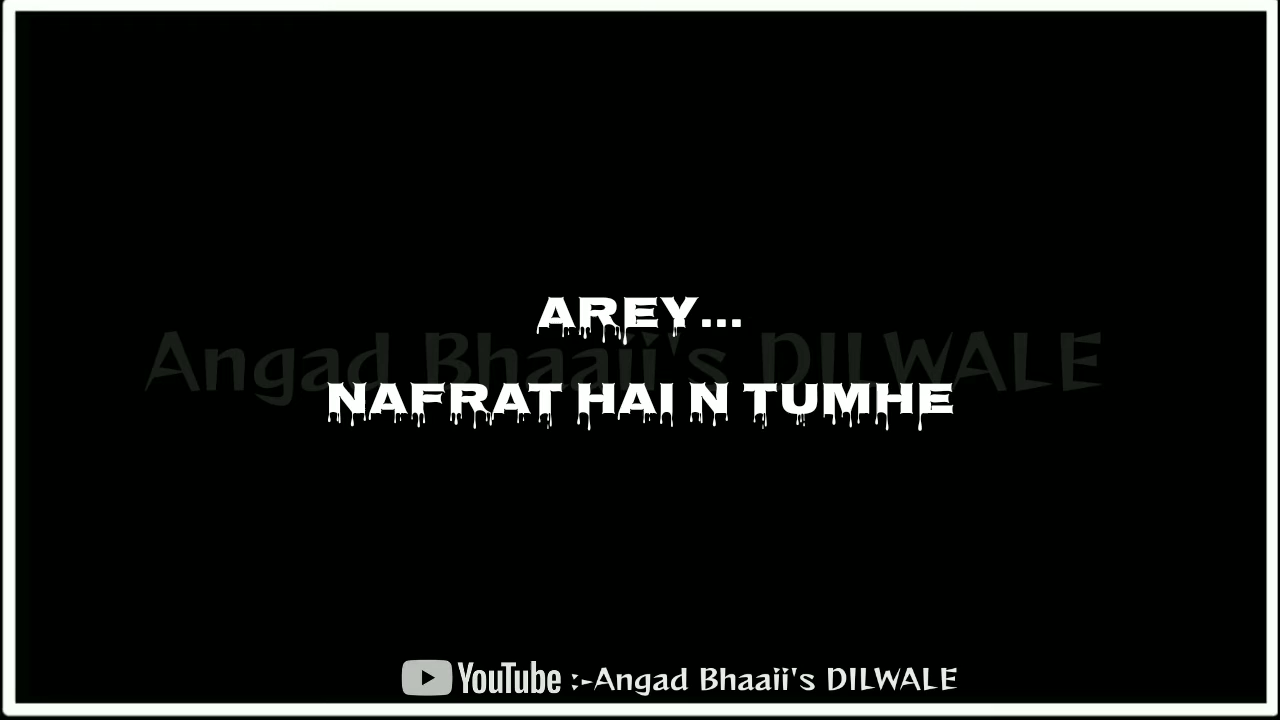 AREY...
Angad Bhaaii's DILWALE
NAFRAT HAI N TUMHE
YouTube :-Angad Bhaaii's DILWALE